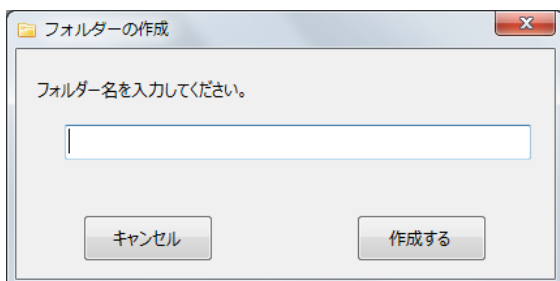 フォルダーの作成
フォルダー名を入力してください。
キャンセル
作成する